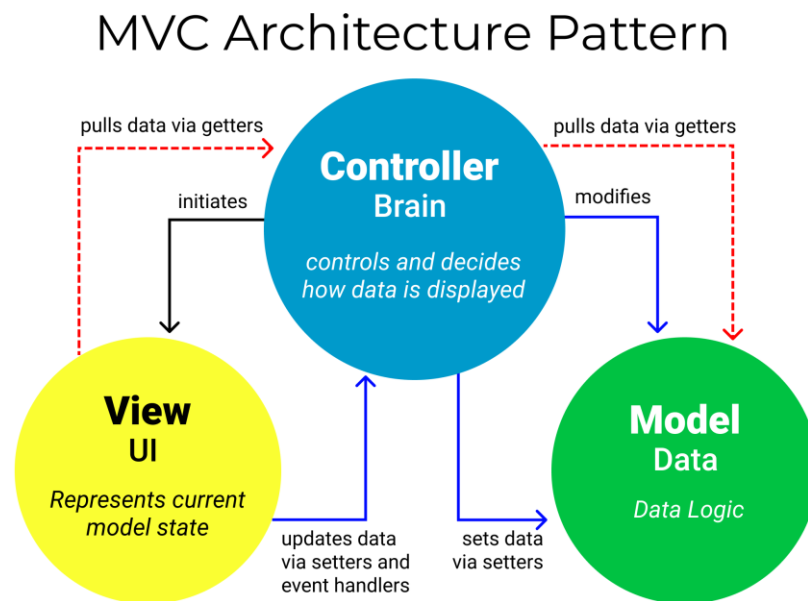 MVC Architecture Pattern
pulls data via getters
pulls data via getters
Controller
Brain
controls and decides
how data is displayed
initiates
modifies
View
UI
Represents current
model state
Model
Data
Data Logic
updates data
via setters and
event handlers
sets data
via setters